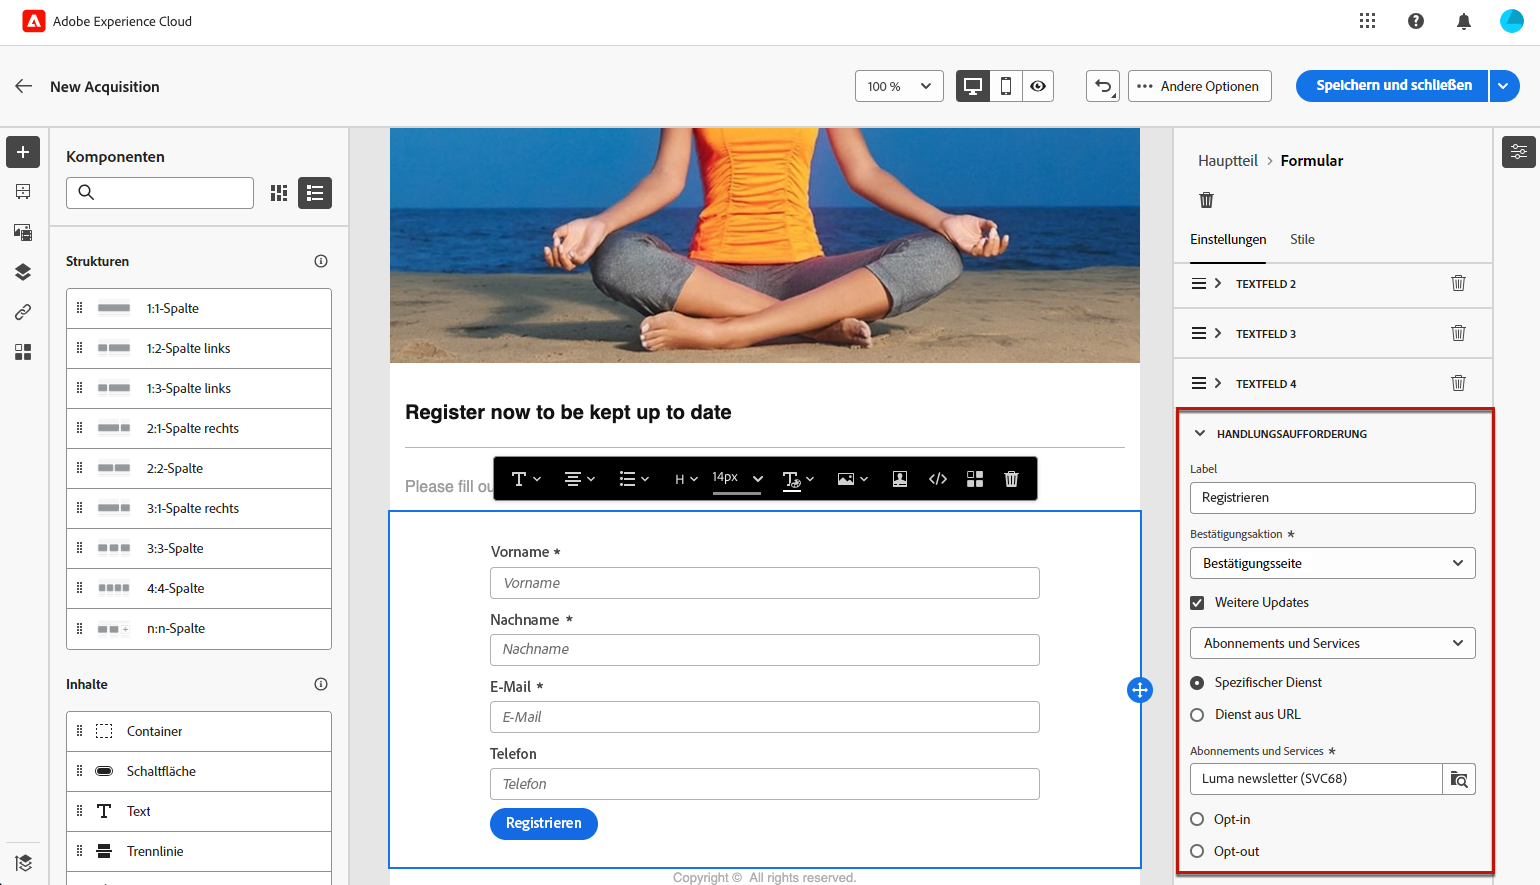 Adobe Experience Cloud
New Acquisition
100 %
Andere Optionen
Speichern und schließen
Komponenten
Strukturen
1:1-Spalte
1:2-Spalte links
1:3-Spalte links
2:1-Spalte rechts
2:2-Spalte
3:1-Spalte rechts
3:3-Spalte
4:4-Spalte
n:n-Spalte
Inhalte
Container
Schaltfläche
Text
Trennlinie
Register now to be kept up to date
Please fill
H
14px
Vorname *
Vorname
Nachname *
Nachname
E-Mail *
E-Mail
Telefon
Telefon
Registrieren
Copyright © All rights reserved.
Hauptteil > Formular
Einstellungen
Stile
TEXTFELD 2
TEXTFELD 3
TEXTFELD 4
HANDLUNGSAUFFORDERUNG
Label
Registrieren
Bestätigungsaktion *
Bestätigungsseite
Weitere Updates
Abonnements und Services
Spezifischer Dienst
Dienst aus URL
Abonnements und Services *
Luma newsletter (SVC68)
Opt-in
Opt-out